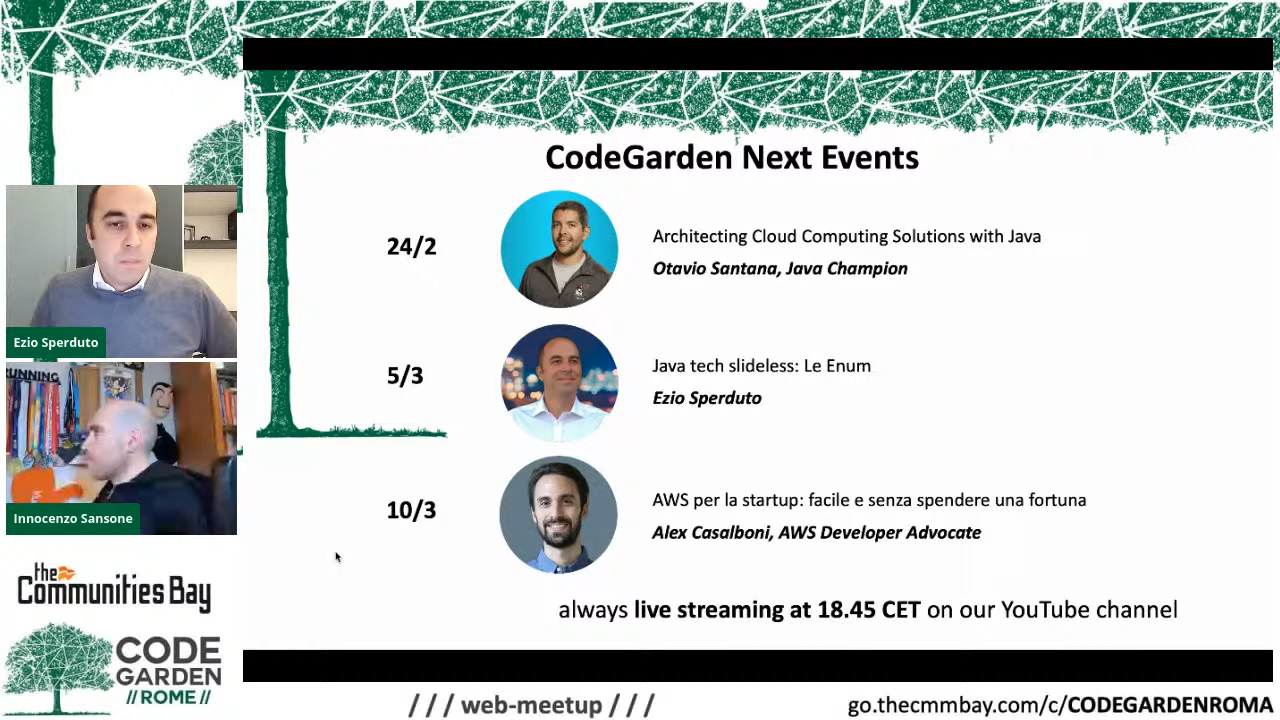 CodeGarden Next Events
24/2
Architecting Cloud Computing Solutions with Java
Otavio Santana, Java Champion
5/3
Java tech slideless: Le Enum
Ezio Sperduto
10/3
AWS per la startup: facile e senza spendere una fortuna
Alex Casalboni, AWS Developer Advocate
always live streaming at 18.45 CET on our YouTube channel
Ezio Sperduto
RUNNING
Innocenzo Sansone
the
Communities Bay
CODE
GARDEN
//ROME//
/ / / web-meetup / / /
go.thecmmbay.com/c/CODEGARDENROMA